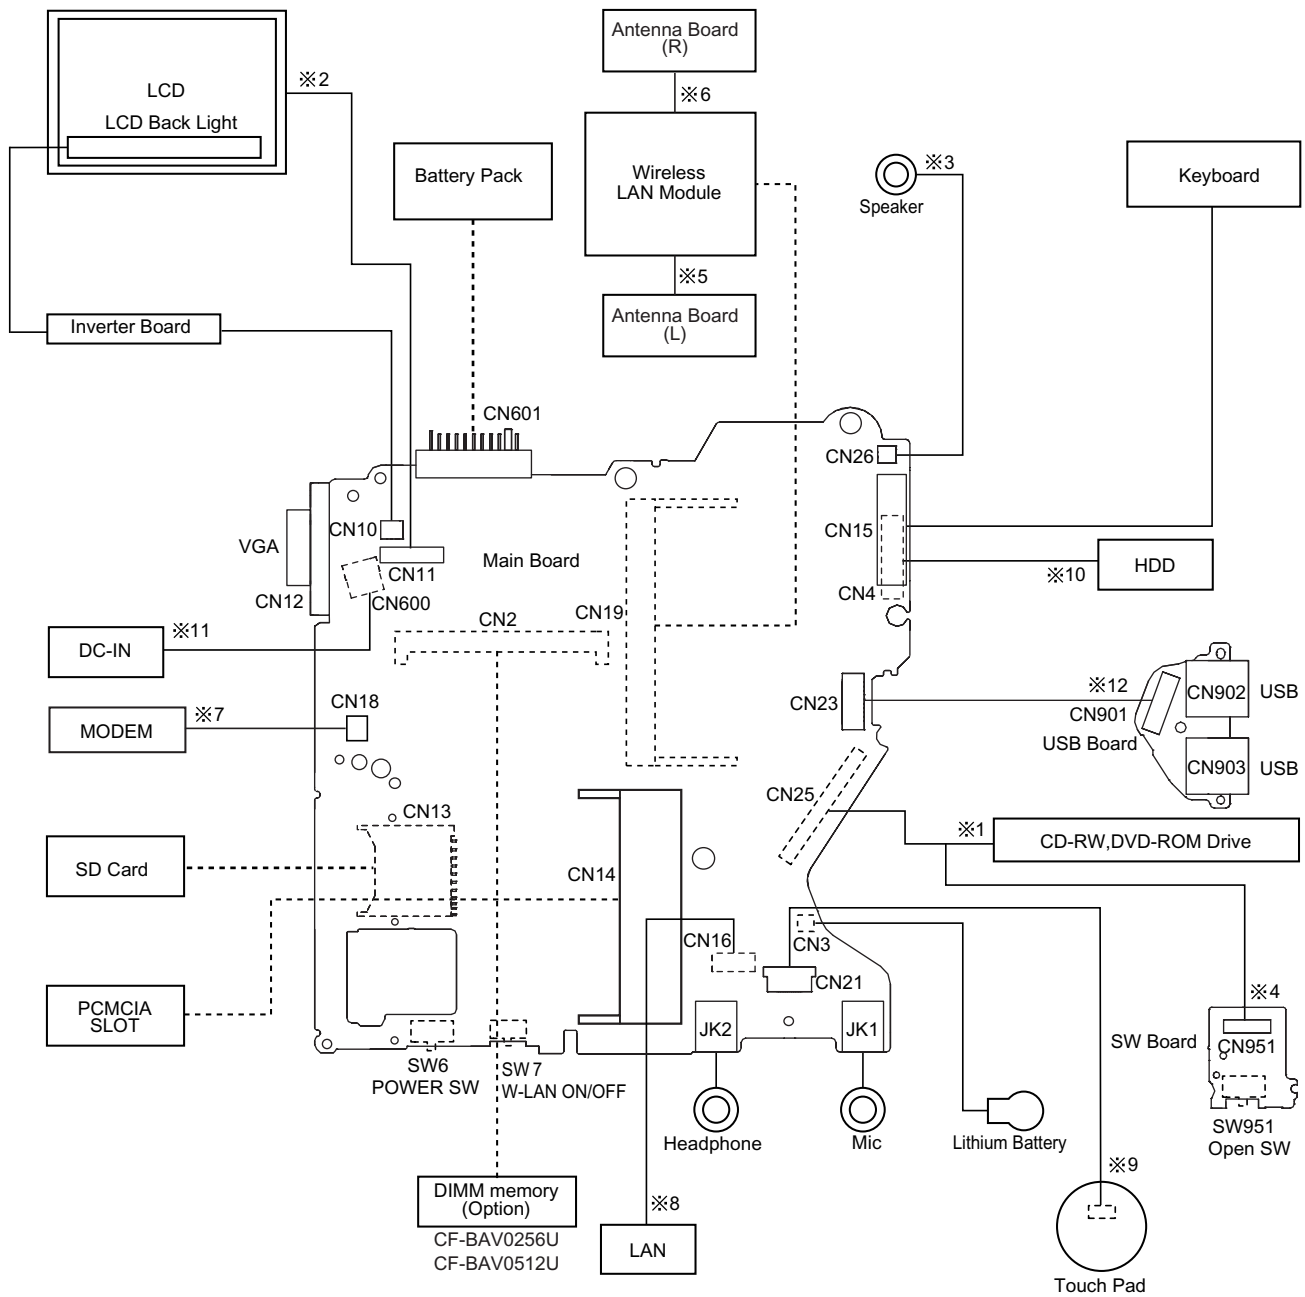 Antenna Board
(R)
※6
LCD
※2
LCD Back Light
Battery Pack
Wireless
LAN Module
※3
Speaker
Keyboard
※5
Antenna Board
(L)
Inverter Board
CN601
CN26
CN10
VGA
CN11
Main Board
CN15
※10
HDD
CN12
CN600
CN4
CN2
CN19
※11
DC-IN
CN18
※7
MODEM
CN23
※12
CN901
USB Board
CN902
USB
CN903
USB
CN25
CN13
※1
CD-RW,DVD-ROM Drive
SD Card
CN14
CN16
CN3
CN21
PCMCIA
SLOT
※4
JK2
JK1
SW Board
CN951
SW6
POWER SW
SW7
W-LAN ON/OFF
Headphone
Mic
Lithium Battery
SW951
Open SW
※9
DIMM memory
(Option)
CF-BAV0256U
CF-BAV0512U
※8
LAN
Touch Pad